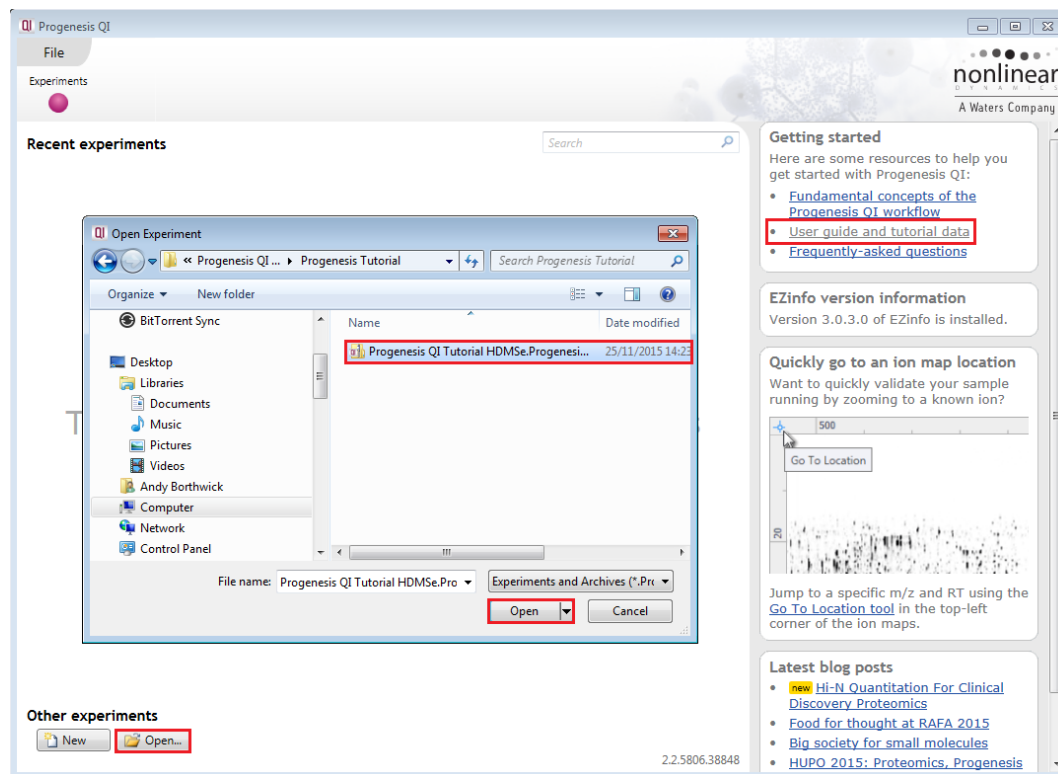 QI Progenesis QI
File
Experiments
nonlinear
DYNAMICS
A Waters Company
Recent experiments
Search
Getting started
Here are some resources to help you
get started with Progenesis QI:
• Fundamental concepts of the
Progenesis QI workflow
• User guide and tutorial data
• Frequently-asked questions
EZinfo version information
Version 3.0.3.0 of EZinfo is installed.
Quickly go to an ion map location
Want to quickly validate your sample
running by zooming to a known ion?
500
Go To Location
20
Jump to a specific m/z and RT using the
Go To Location tool in the top-left
corner of the ion maps.
Latest blog posts
• new Hi-N Quantitation For Clinical
Discovery Proteomics
• Food for thought at RAFA 2015
• Big society for small molecules
• HUPO 2015: Proteomics, Progenesis
QI Open Experiment
« Progenesis QI ... Progenesis Tutorial
Search Progenesis Tutorial
Organize New folder
BitTorrent Sync
Desktop
Libraries
Documents
Music
Pictures
Videos
Andy Borthwick
Computer
Network
Control Panel
Name Date modified
Progenesis QI Tutorial HDMSe.Progenesi... 25/11/2015 14:23
File name: Progenesis QI Tutorial HDMSe.Pro
Experiments and Archives (*.Prc
Open Cancel
T
Other experiments
New Open...
2.2.5806.38848